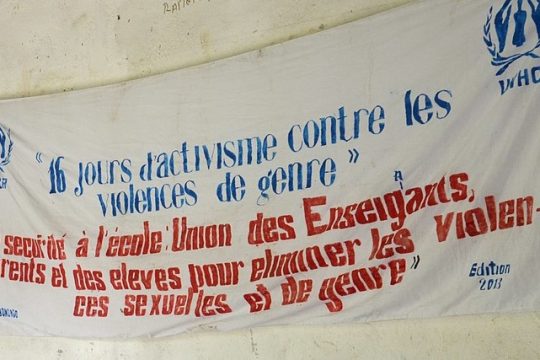 « 16 jours d'activisme contre les
violences de genre »
sécurité à l'école: Union des Enseignants,
rents et des eleves pour eliminer les violen-
ces sexuelles et de genre"
Edition
2013